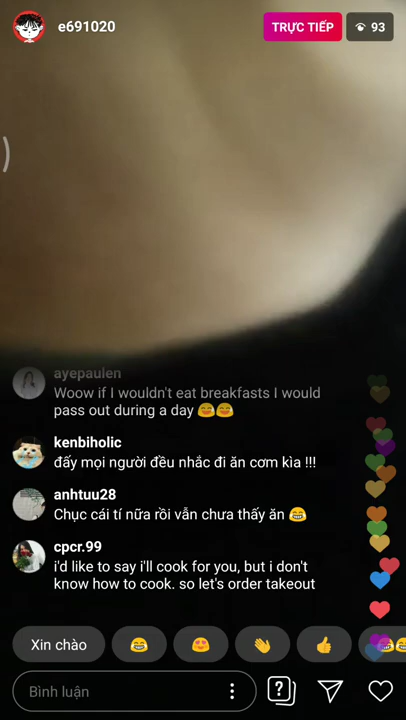 e691020
TRỰC TIẾP
93
ayepaulen
Woow if I wouldn't eat breakfasts I would
pass out during a day 😅😅
kenbiholic
đấy mọi người đều nhắc đi ăn cơm kìa !!!
anhtuu28
Chục cái tí nữa rồi vẫn chưa thấy ăn 😂
cpcr.99
i'd like to say i'll cook for you, but i don't
know how to cook. so let's order takeout
Xin chào
Bình luận